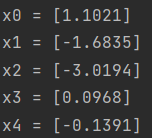 x0 = [1.1021]
x1 = [-1.6835]
x2 = [-3.0194]
x3 = [0.0968]
x4 = [-0.1391]